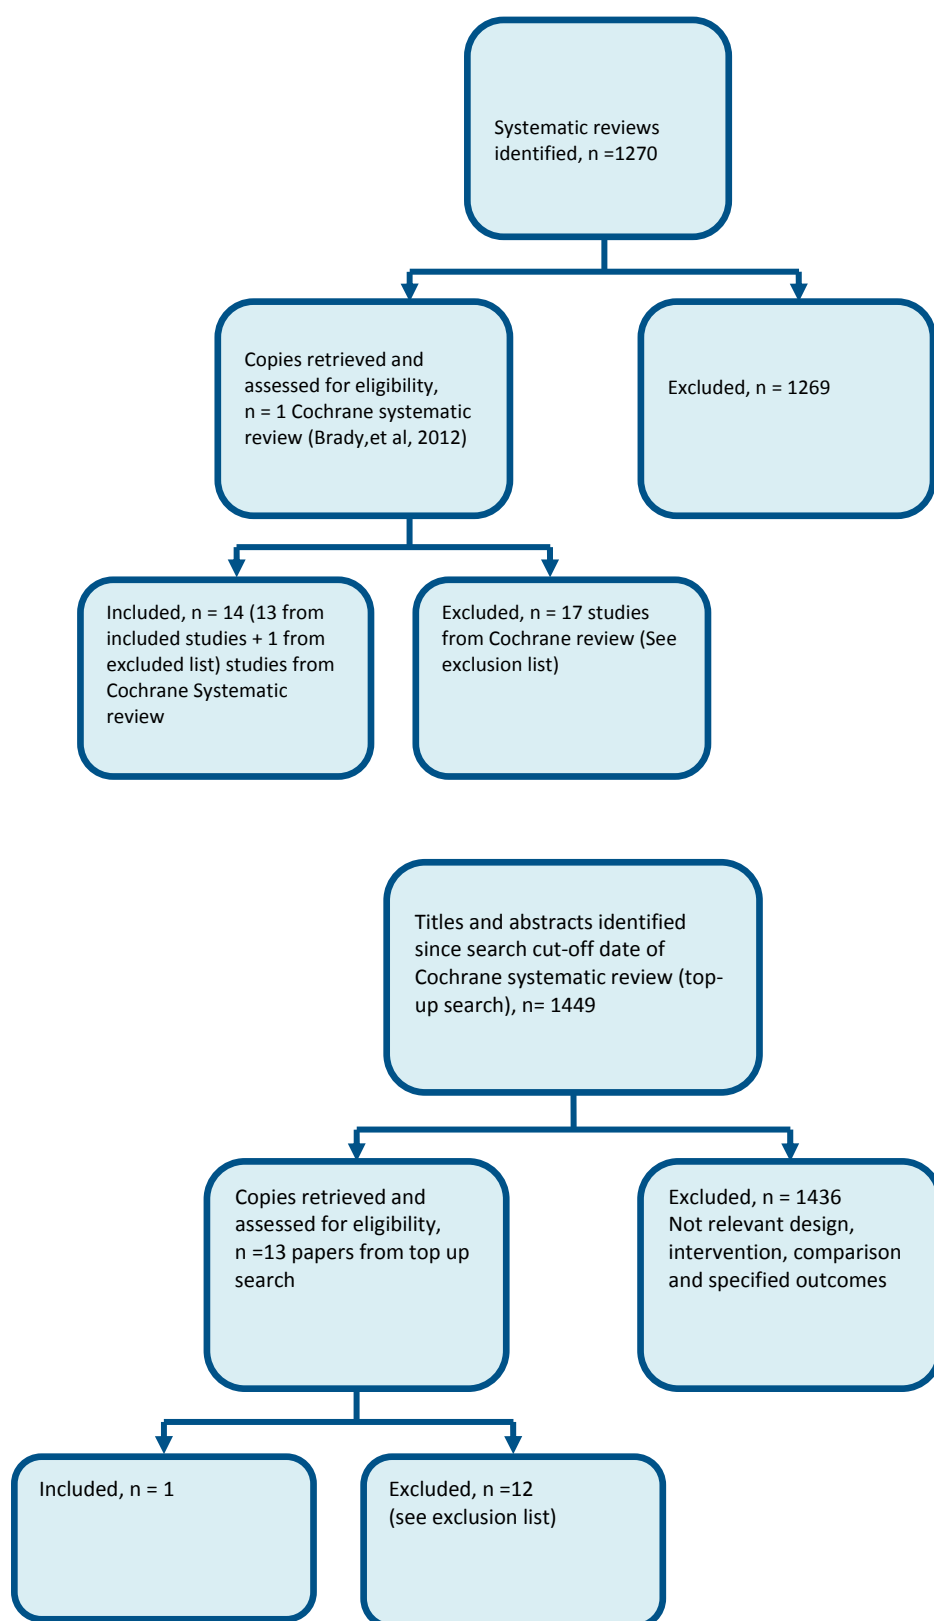 Systematic reviews
identified, n =1270
Copies retrieved and
assessed for eligibility,
n = 1 Cochrane systematic
review (Brady,et al, 2012)
Excluded, n = 1269
Included, n = 14 (13 from
included studies + 1 from
excluded list) studies from
Cochrane Systematic
review
Excluded, n = 17 studies
from Cochrane review (See
exclusion list)
Titles and abstracts identified
since search cut-off date of
Cochrane systematic review (top-
up search), n= 1449
Copies retrieved and
assessed for eligibility,
n =13 papers from top up
search
Excluded, n = 1436
Not relevant design,
intervention, comparison
and specified outcomes
Included, n = 1
Excluded, n =12
(see exclusion list)